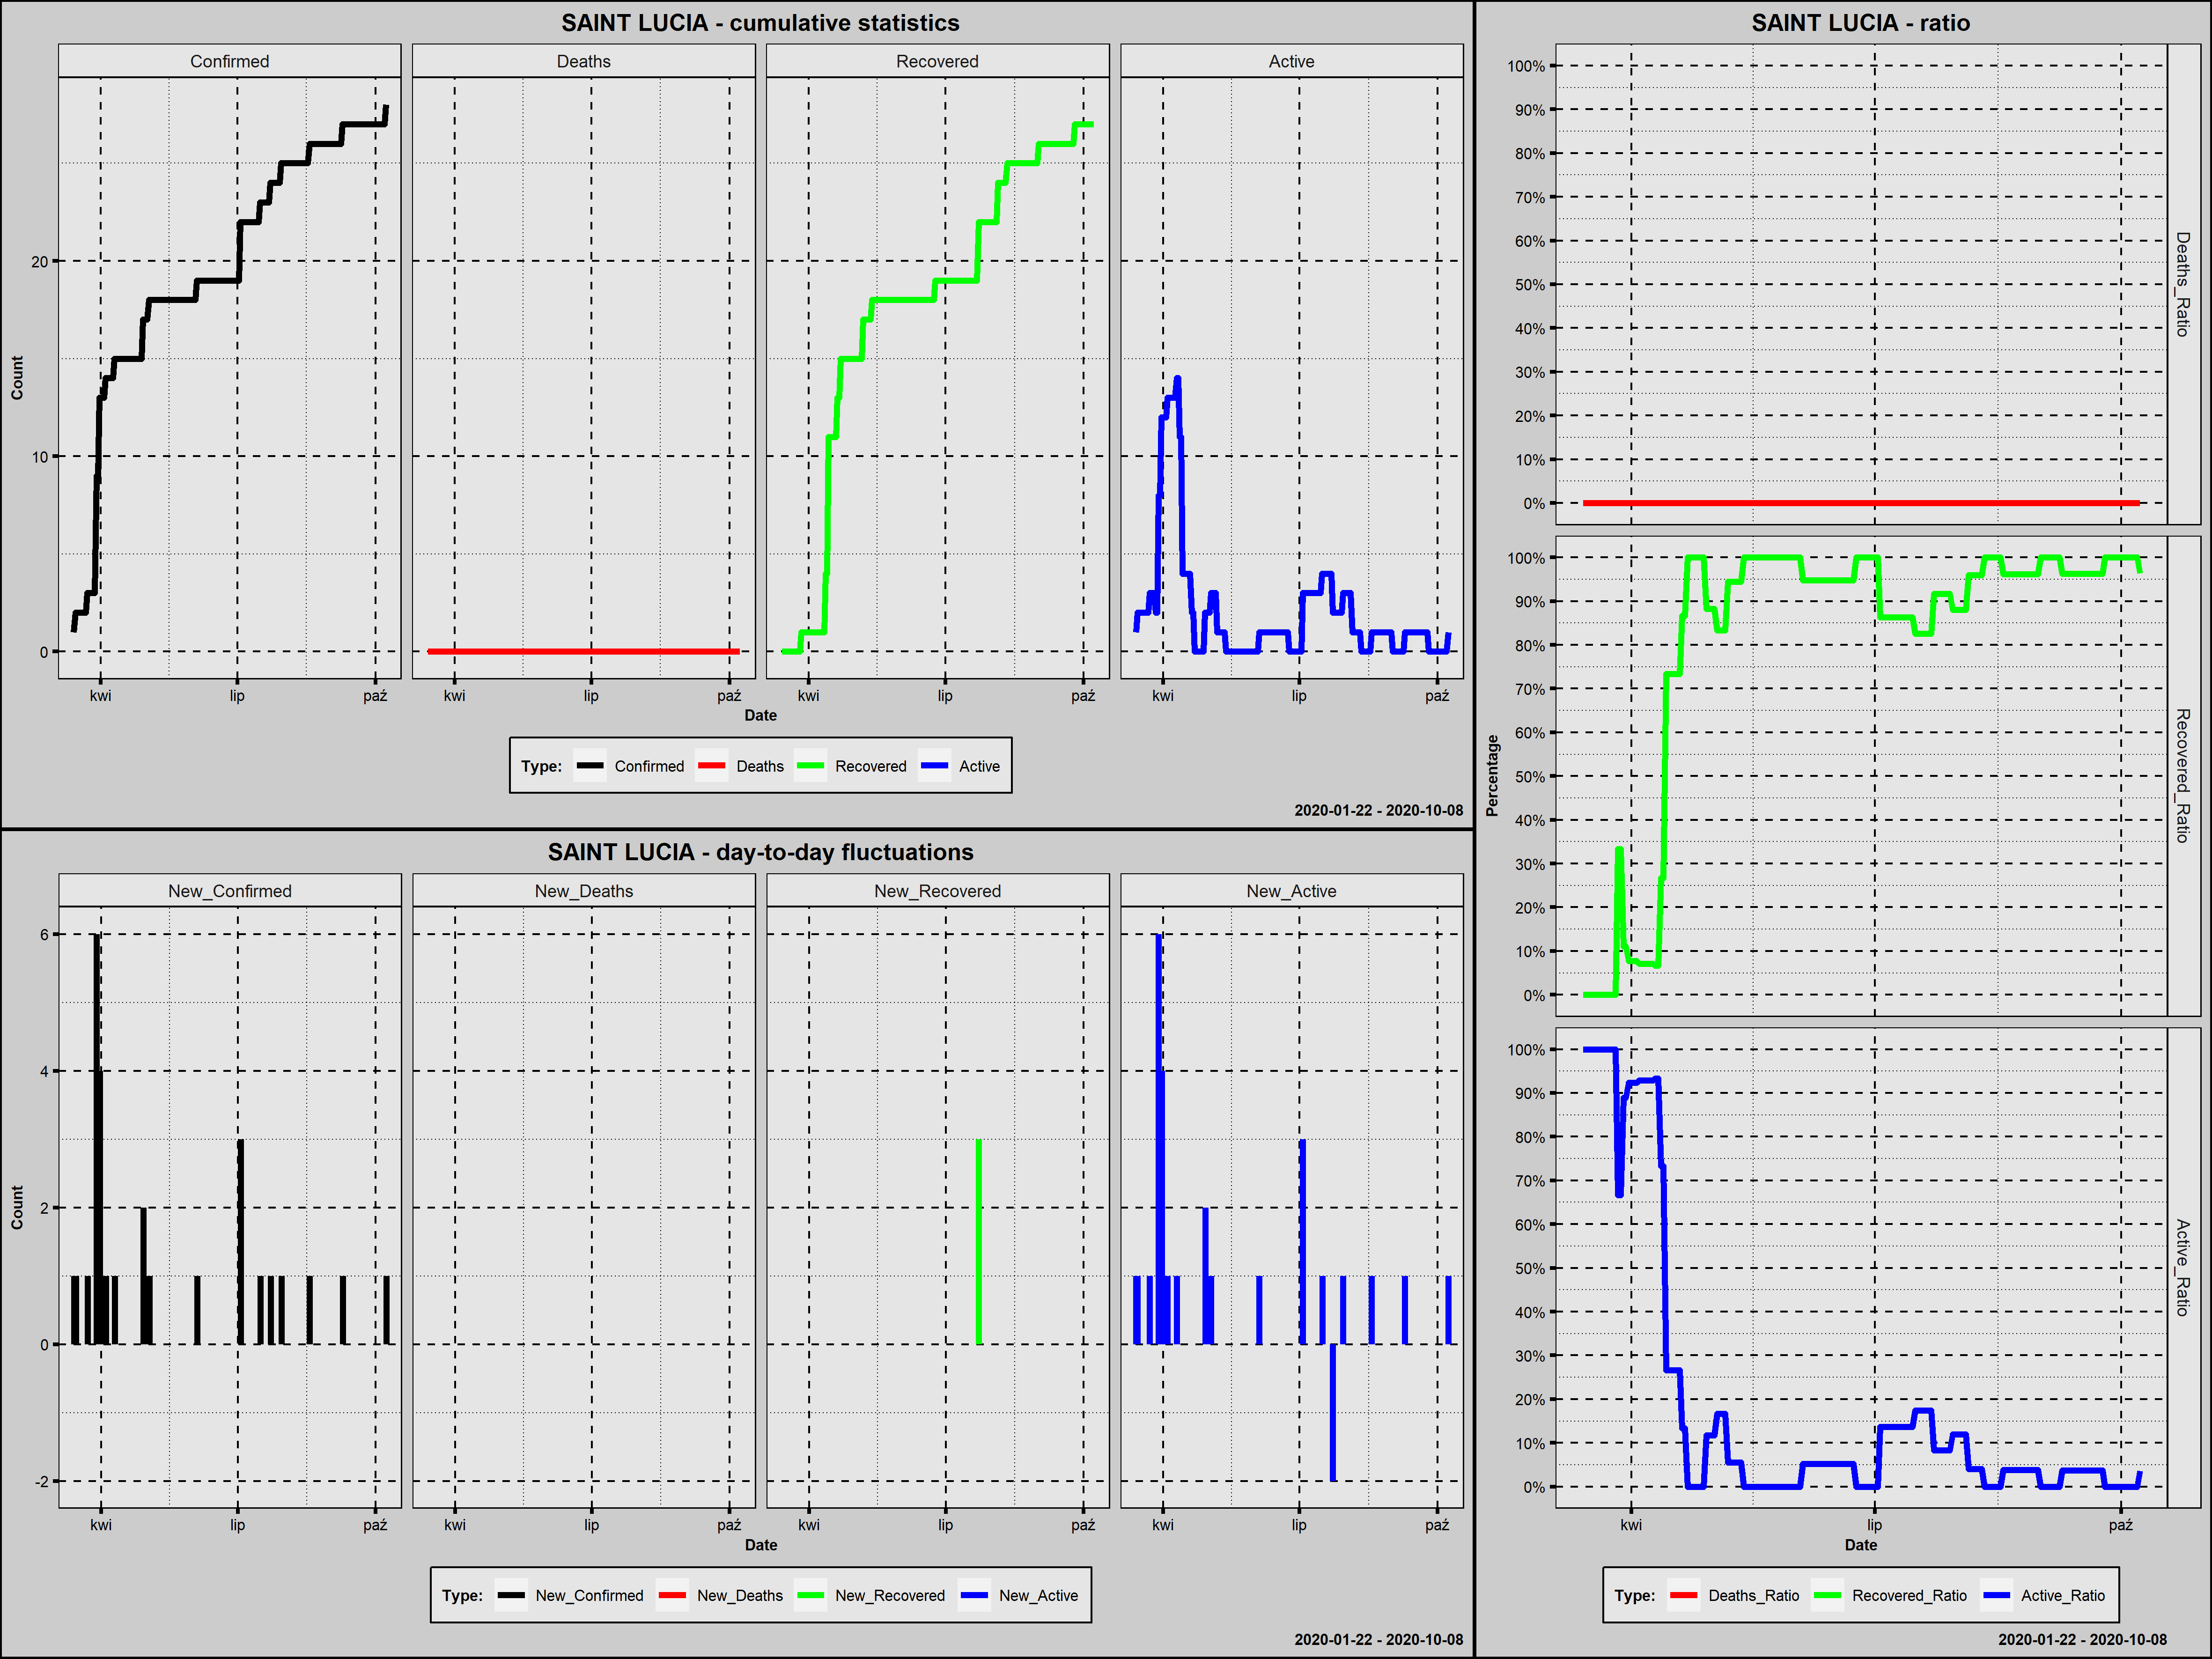 SAINT LUCIA - cumulative statistics
Confirmed
Deaths
Recovered
Active
Count
20
10
0
kwi
lip
paź
kwi
lip
paź
kwi
lip
paź
kwi
lip
paź
Date
Type: Confirmed Deaths Recovered Active
2020-01-22 - 2020-10-08
SAINT LUCIA - day-to-day fluctuations
New_Confirmed
New_Deaths
New_Recovered
New_Active
Count
6
4
2
0
-2
kwi
lip
paź
kwi
lip
paź
kwi
lip
paź
kwi
lip
paź
Date
Type: New_Confirmed New_Deaths New_Recovered New_Active
2020-01-22 - 2020-10-08
SAINT LUCIA - ratio
Percentage
100%
90%
80%
70%
60%
50%
40%
30%
20%
10%
0%
Deaths_Ratio
100%
90%
80%
70%
60%
50%
40%
30%
20%
10%
0%
Recovered_Ratio
100%
90%
80%
70%
60%
50%
40%
30%
20%
10%
0%
Active_Ratio
kwi
lip
paź
Date
Type: Deaths_Ratio Recovered_Ratio Active_Ratio
2020-01-22 - 2020-10-08